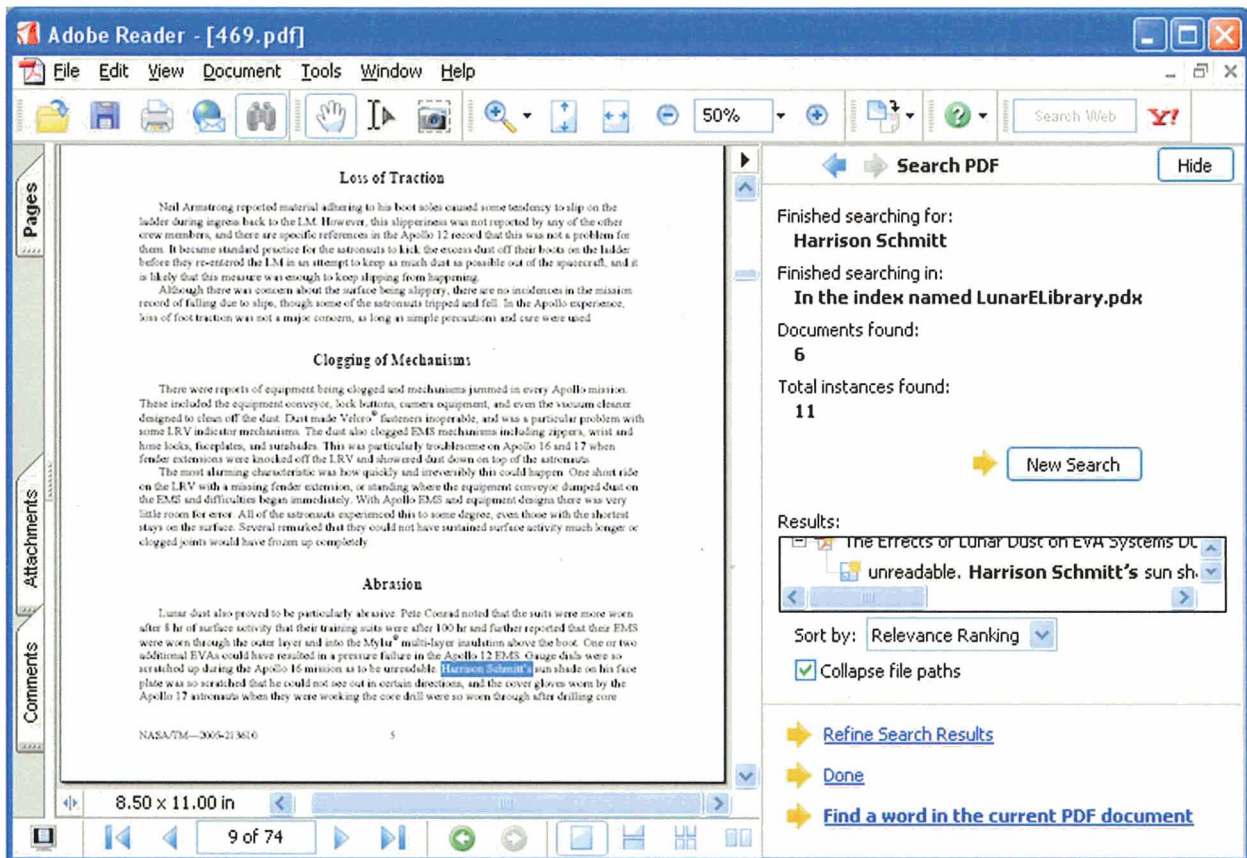 Adobe Reader - [469.pdf]
File Edit View Document Tools Window Help
50%
Search Web
Y!
Pages
Attachments
Comments
Loss of Traction
Neil Armstrong reported material adhering to his boot soles caused some tendency to slip on the
ladder during ingress back to the LM. However, this slipperiness was not reported by any of the other
crew members, and there are specific references in the Apollo 12 record that this was not a problem for
them. It became standard practice for the astronauts to kick the excess dust off their boots on the ladder
before they re-entered the LM in an attempt to keep as much dust as possible out of the spacecraft, and it
is likely that this measure was enough to keep slipping from happening.
Although there was concern about the surface being slippery, there are no incidences in the mission
record of falling due to slips, though some of the astronauts tripped and fell. In the Apollo experience,
loss of foot traction was not a major concern, as long as simple precautions and care were used
Clogging of Mechanisms
There were reports of equipment being clogged and mechanisms jammed in every Apollo mission.
These included the equipment conveyor, lock buttons, camera equipment, and even the vacuum cleaner
designed to clean off the dust. Dust made Velcro® fasteners inoperable, and was a particular problem with
some LRV indicator mechanisms. The dust also clogged EMS mechanisms including zippers, wrist and
hose locks, faceplates, and sunshades. This was particularly troublesome on Apollo 16 and 17 when
fender extensions were knocked off the LRV and showered dust down on top of the astronauts.
The most alarming characteristic was how quickly and irreversibly this could happen. One short ride
on the LRV with a missing fender extension, or standing where the equipment conveyor dumped dust on
the EMS and difficulties began immediately. With Apollo EMS and equipment designs there was very
little room for error. All of the astronauts experienced this to some degree, even those with the shortest
stays on the surface. Several remarked that they could not have sustained surface activity much longer or
clogged joints would have frozen up completely
Abrasion
Lunar dust also proved to be particularly abrasive. Pete Conrad noted that the suits were more worn
after 8 hr of surface activity that their training suits were after 100 hr and further reported that their EMS
were worn through the outer layer and into the Mylar® multi-layer insulation above the boot. One or two
additional EVAs could have resulted in a pressure failure in the Apollo 12 EMS. Gauge dials were so
scratched up during the Apollo 16 mission as to be unreadable. Harrison Schmitt's sun shade on his face
plate was so scratched that he could not see out in certain directions, and the cover gloves worn by the
Apollo 17 astronauts when they were working the core drill were so worn through after drilling core
NASA/TM—2005-213610 5
8.50 x 11.00 in
9 of 74
Search PDF
Hide
Finished searching for:
Harrison Schmitt
Finished searching in:
In the index named LunarELibrary.pdx
Documents found:
6
Total instances found:
11
New Search
Results:
The Effects of Lunar Dust on EVA Systems Du
unreadable. Harrison Schmitt's sun sh
Sort by: Relevance Ranking
Collapse file paths
Refine Search Results
Done
Find a word in the current PDF document